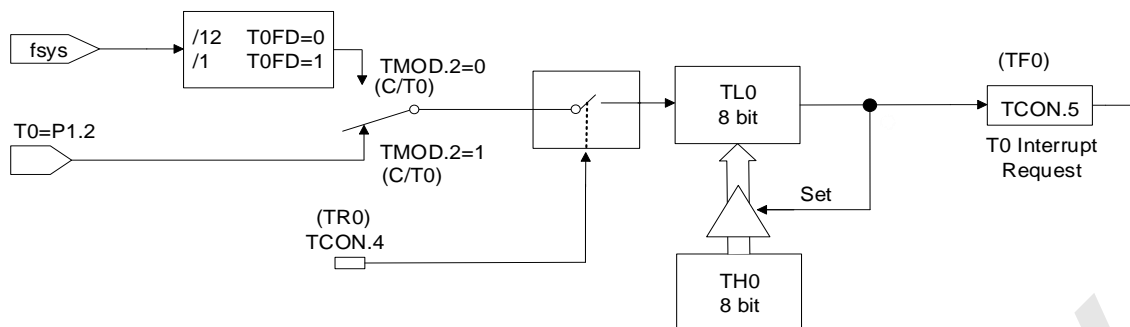 fsys
/12 T0FD=0
/1 T0FD=1
TMOD.2=0
(C/T0)
T0=P1.2
TMOD.2=1
(C/T0)
(TR0)
TCON.4
TL0
8 bit
Set
TH0
8 bit
(TF0)
TCON.5
T0 Interrupt
Request